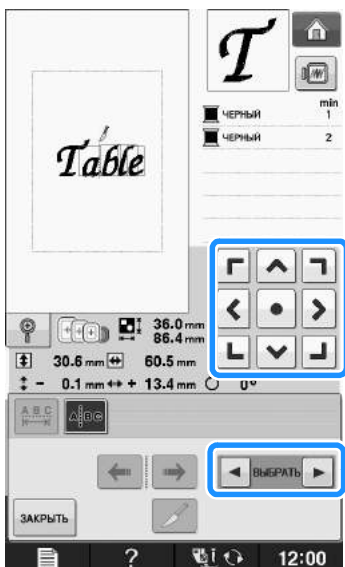 T
min
ЧЕРНЫЙ 1
ЧЕРНЫЙ 2
Table
36.0 mm
86.4 mm
30.6 mm 60.5 mm
- 0.1 mm + 13.4 mm 0°
A B C
A BC
ВЫБРАТЬ
ЗАКРЫТЬ
? 12:00